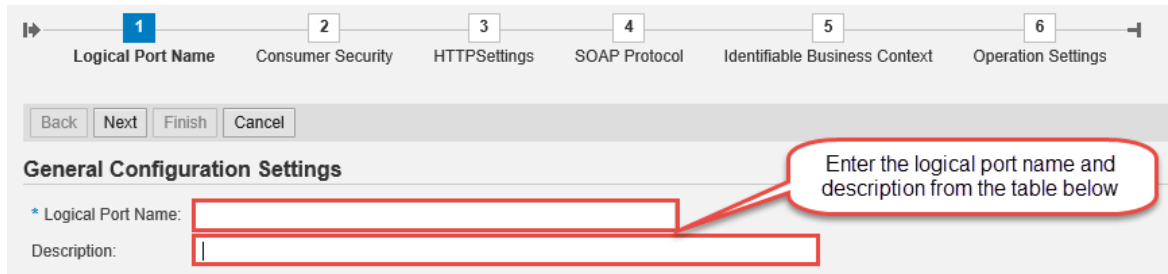 1 2 3 4 5 6
Logical Port Name Consumer Security HTTPSettings SOAP Protocol Identifiable Business Context Operation Settings
Back Next Finish Cancel
General Configuration Settings
Enter the logical port name and
description from the table below
* Logical Port Name:
Description: